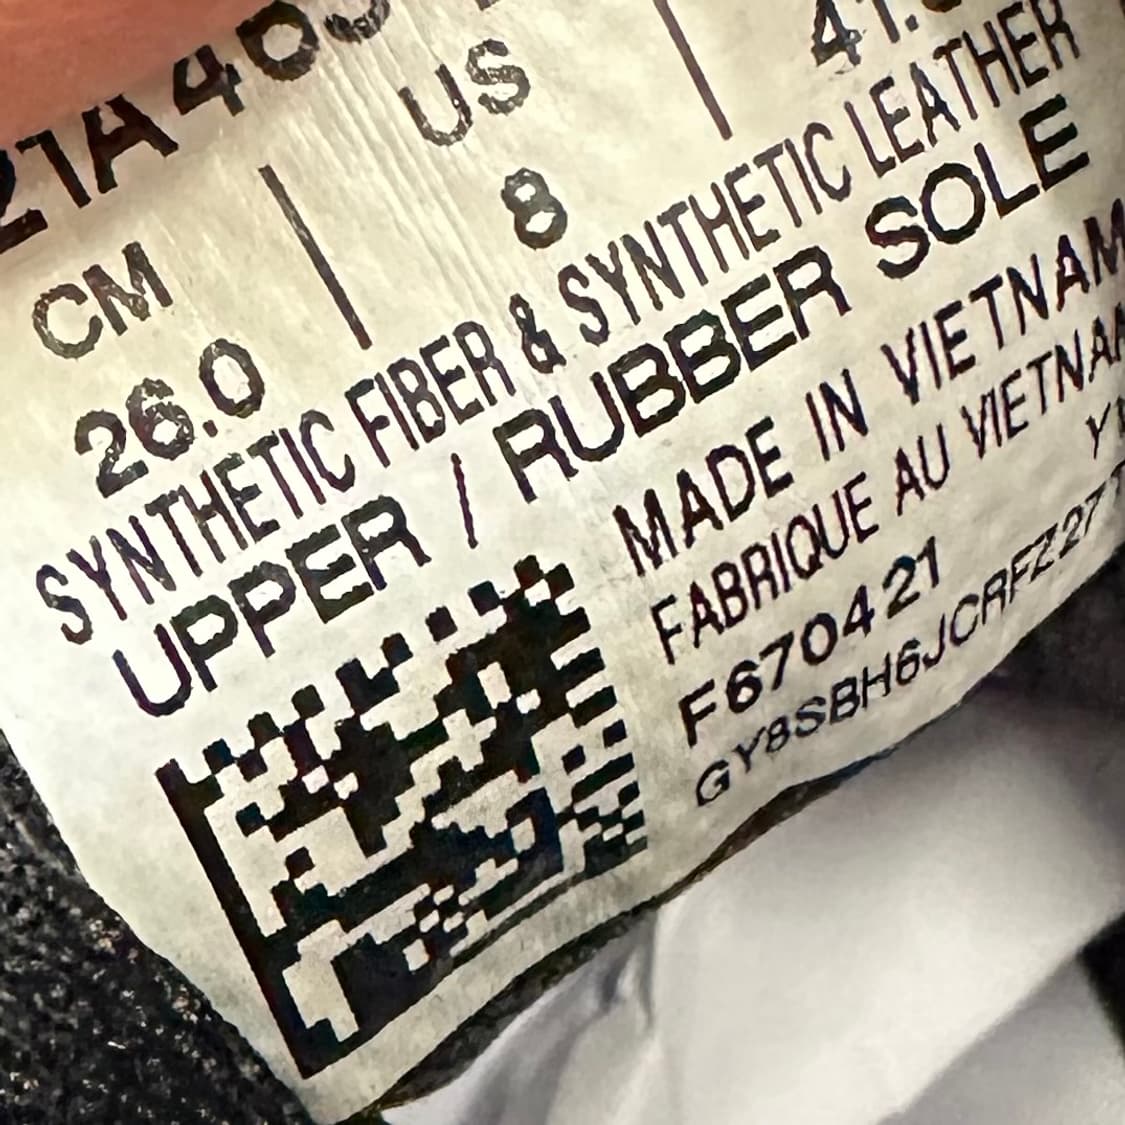 US
8
CM
26.0
SYNTHETIC FIBER & SYNTHETIC LEATHER
UPPER / RUBBER SOLE
MADE IN VIETNAM
FABRIQUE AU VIETNAM
F670421
GY8SBH6JCRFZ27